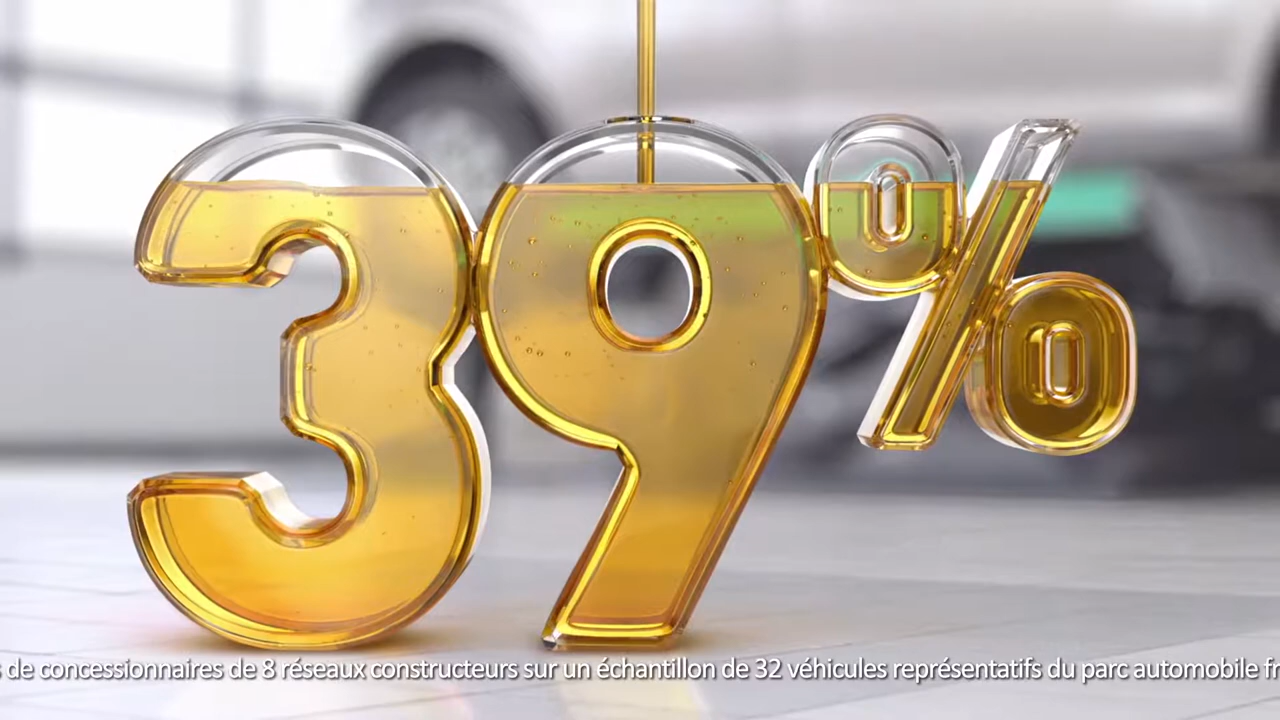 39%
de concessionnaires de 8 réseaux constructeurs sur un échantillon de 32 véhicules représentatifs du parc automobile